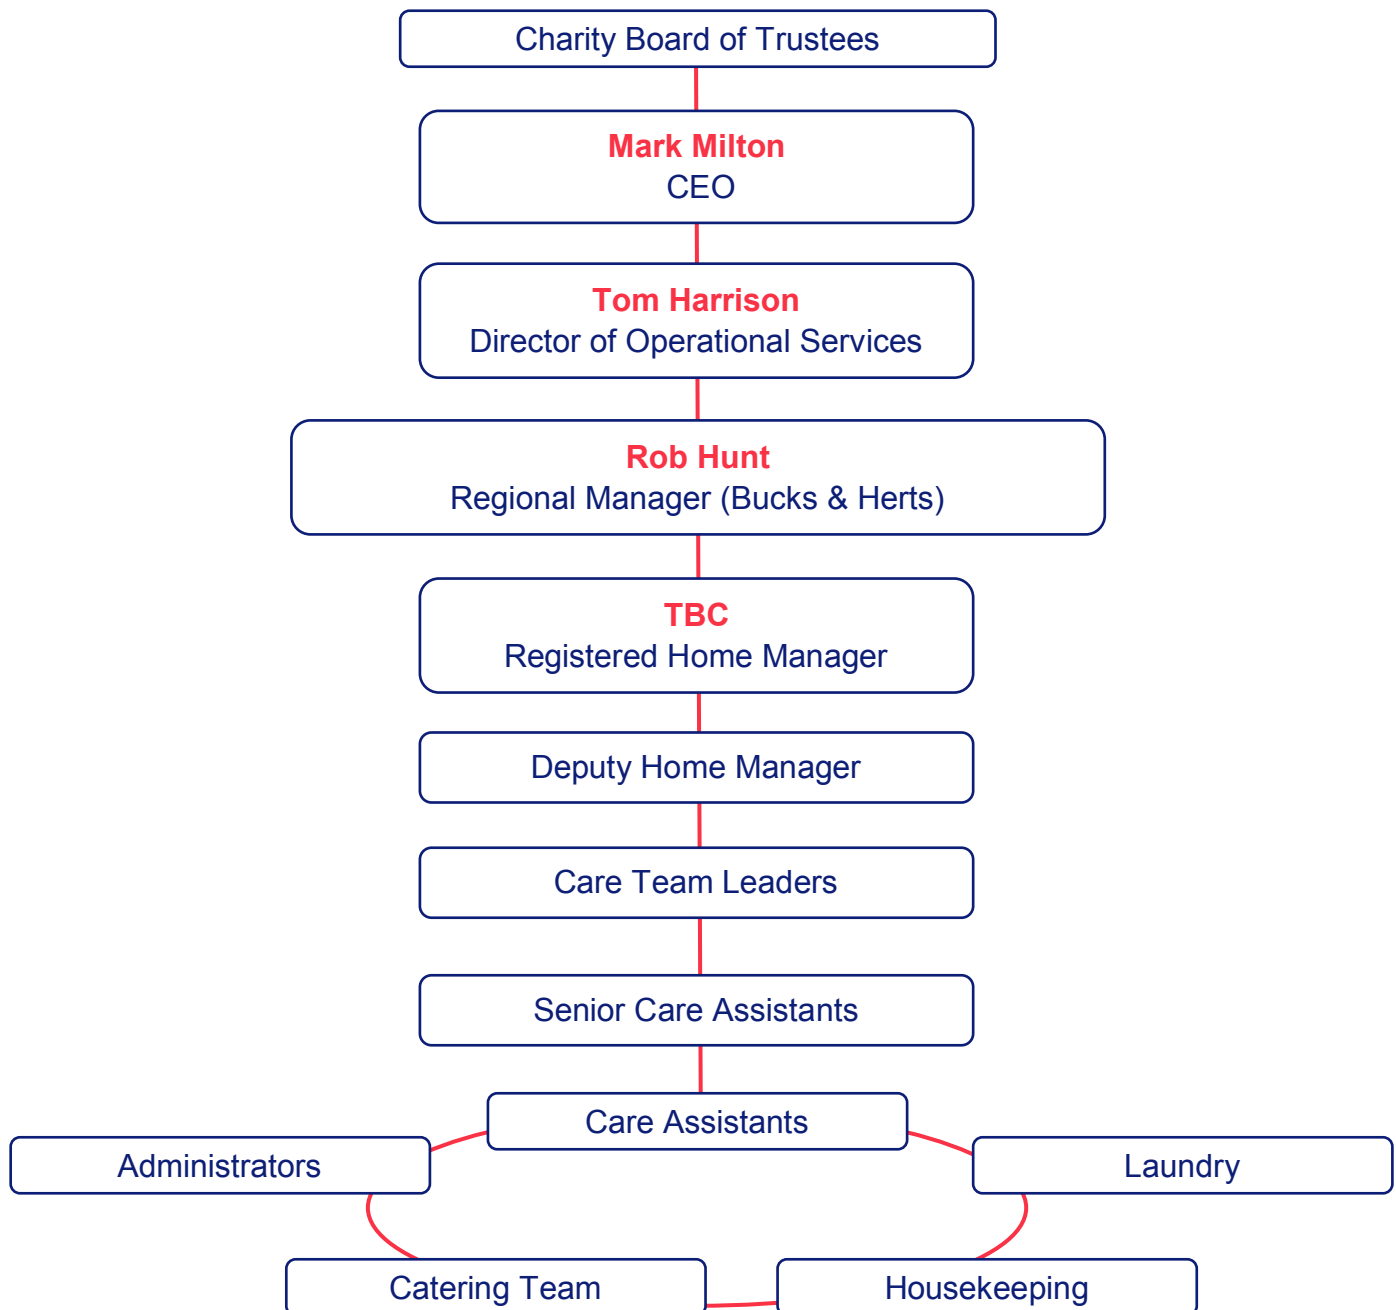 Charity Board of Trustees
Mark Milton
CEO
Tom Harrison
Director of Operational Services
Rob Hunt
Regional Manager (Bucks & Herts)
TBC
Registered Home Manager
Deputy Home Manager
Care Team Leaders
Senior Care Assistants
Care Assistants
Administrators
Laundry
Catering Team
Housekeeping